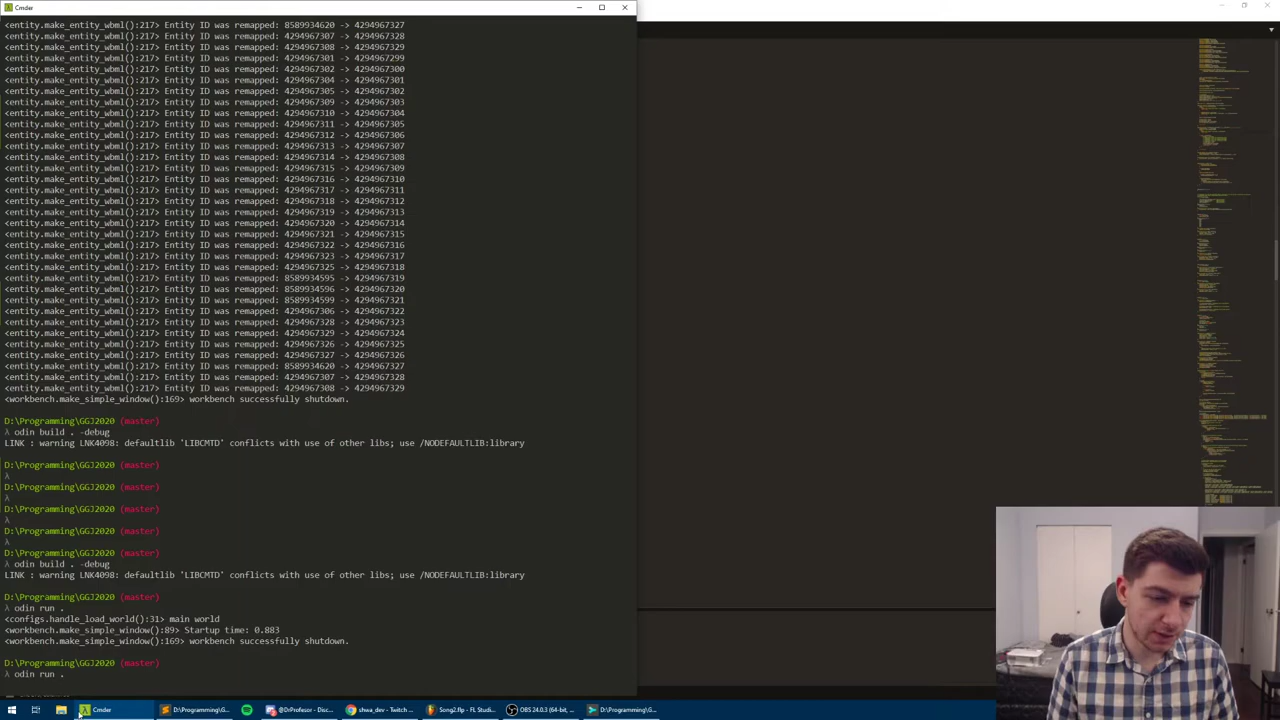 Cmder
<entity.make_entity_wbml():217> Entity ID was remapped: 8589934620 -> 4294967327
<entity.make_entity_wbml():217> Entity ID was remapped: 4294967307 -> 4294967328
<entity.make_entity_wbml():217> Entity ID was remapped: 4294967308 -> 4294967329
<entity.make_entity_wbml():217> Entity ID was remapped: 4294967301 -> 4294967299
<entity.make_entity_wbml():217> Entity ID was remapped: 4294967302 -> 4294967300
<entity.make_entity_wbml():217> Entity ID was remapped: 4294967304 -> 4294967301
<entity.make_entity_wbml():217> Entity ID was remapped: 4294967305 -> 4294967302
<entity.make_entity_wbml():217> Entity ID was remapped: 4294967309 -> 4294967303
<entity.make_entity_wbml():217> Entity ID was remapped: 4294967310 -> 4294967304
<entity.make_entity_wbml():217> Entity ID was remapped: 4294967311 -> 4294967305
<entity.make_entity_wbml():217> Entity ID was remapped: 4294967312 -> 4294967306
<entity.make_entity_wbml():217> Entity ID was remapped: 4294967313 -> 4294967307
<entity.make_entity_wbml():217> Entity ID was remapped: 4294967314 -> 4294967308
<entity.make_entity_wbml():217> Entity ID was remapped: 4294967315 -> 4294967309
<entity.make_entity_wbml():217> Entity ID was remapped: 4294967316 -> 4294967310
<entity.make_entity_wbml():217> Entity ID was remapped: 4294967317 -> 4294967311
<entity.make_entity_wbml():217> Entity ID was remapped: 4294967318 -> 4294967312
<entity.make_entity_wbml():217> Entity ID was remapped: 4294967319 -> 4294967313
<entity.make_entity_wbml():217> Entity ID was remapped: 4294967320 -> 4294967314
<entity.make_entity_wbml():217> Entity ID was remapped: 4294967321 -> 4294967315
<entity.make_entity_wbml():217> Entity ID was remapped: 4294967322 -> 4294967316
<entity.make_entity_wbml():217> Entity ID was remapped: 4294967323 -> 4294967317
<entity.make_entity_wbml():217> Entity ID was remapped: 4294967325 -> 4294967318
<entity.make_entity_wbml():217> Entity ID was remapped: 8589934595 -> 4294967319
<entity.make_entity_wbml():217> Entity ID was remapped: 8589934596 -> 4294967320
<entity.make_entity_wbml():217> Entity ID was remapped: 8589934599 -> 4294967321
<entity.make_entity_wbml():217> Entity ID was remapped: 4294967306 -> 4294967322
<entity.make_entity_wbml():217> Entity ID was remapped: 4294967328 -> 4294967323
<entity.make_entity_wbml():217> Entity ID was remapped: 4294967329 -> 4294967324
<entity.make_entity_wbml():217> Entity ID was remapped: 4294967326 -> 4294967325
<entity.make_entity_wbml():217> Entity ID was remapped: 4294967327 -> 4294967326
<entity.make_entity_wbml():217> Entity ID was remapped: 8589934620 -> 4294967327
<entity.make_entity_wbml():217> Entity ID was remapped: 4294967307 -> 4294967328
<entity.make_entity_wbml():217> Entity ID was remapped: 4294967308 -> 4294967329
<workbench.make_simple_window():169> workbench successfully shutdown.
D:\Programming\GGJ2020 (master)
λ odin build . -debug
LINK : warning LNK4098: defaultlib 'LIBCMTD' conflicts with use of other libs; use /NODEFAULTLIB:library
D:\Programming\GGJ2020 (master)
λ
D:\Programming\GGJ2020 (master)
λ
D:\Programming\GGJ2020 (master)
λ
D:\Programming\GGJ2020 (master)
λ
D:\Programming\GGJ2020 (master)
λ odin build . -debug
LINK : warning LNK4098: defaultlib 'LIBCMTD' conflicts with use of other libs; use /NODEFAULTLIB:library
D:\Programming\GGJ2020 (master)
λ odin run .
<configs.handle_load_world():31> main world
<workbench.make_simple_window():89> Startup time: 0.883
<workbench.make_simple_window():169> workbench successfully shutdown.
D:\Programming\GGJ2020 (master)
λ odin run .
Cmder
D:\Programming\G...
@DrProfesor - Disc...
shwa_dev - Twitch ...
Song2.flp - FL Studi...
OBS 24.0.3 (64-bit, ...
D:\Programming\G...